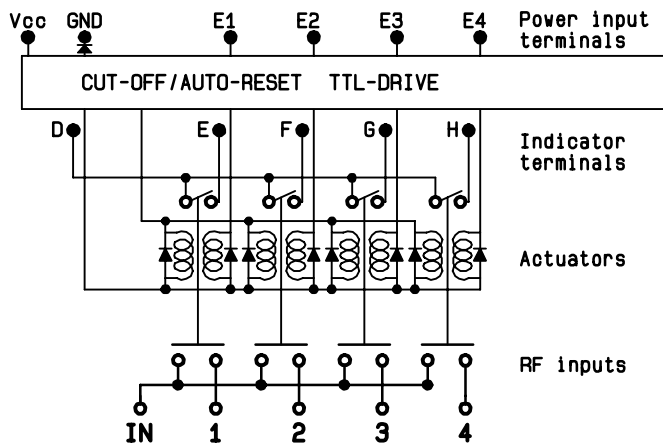 Vcc GND E1 E2 E3 E4 Power input
terminals
CUT-OFF/AUTO-RESET TTL-DRIVE
D E F G H Indicator
terminals
Actuators
RF inputs
IN 1 2 3 4